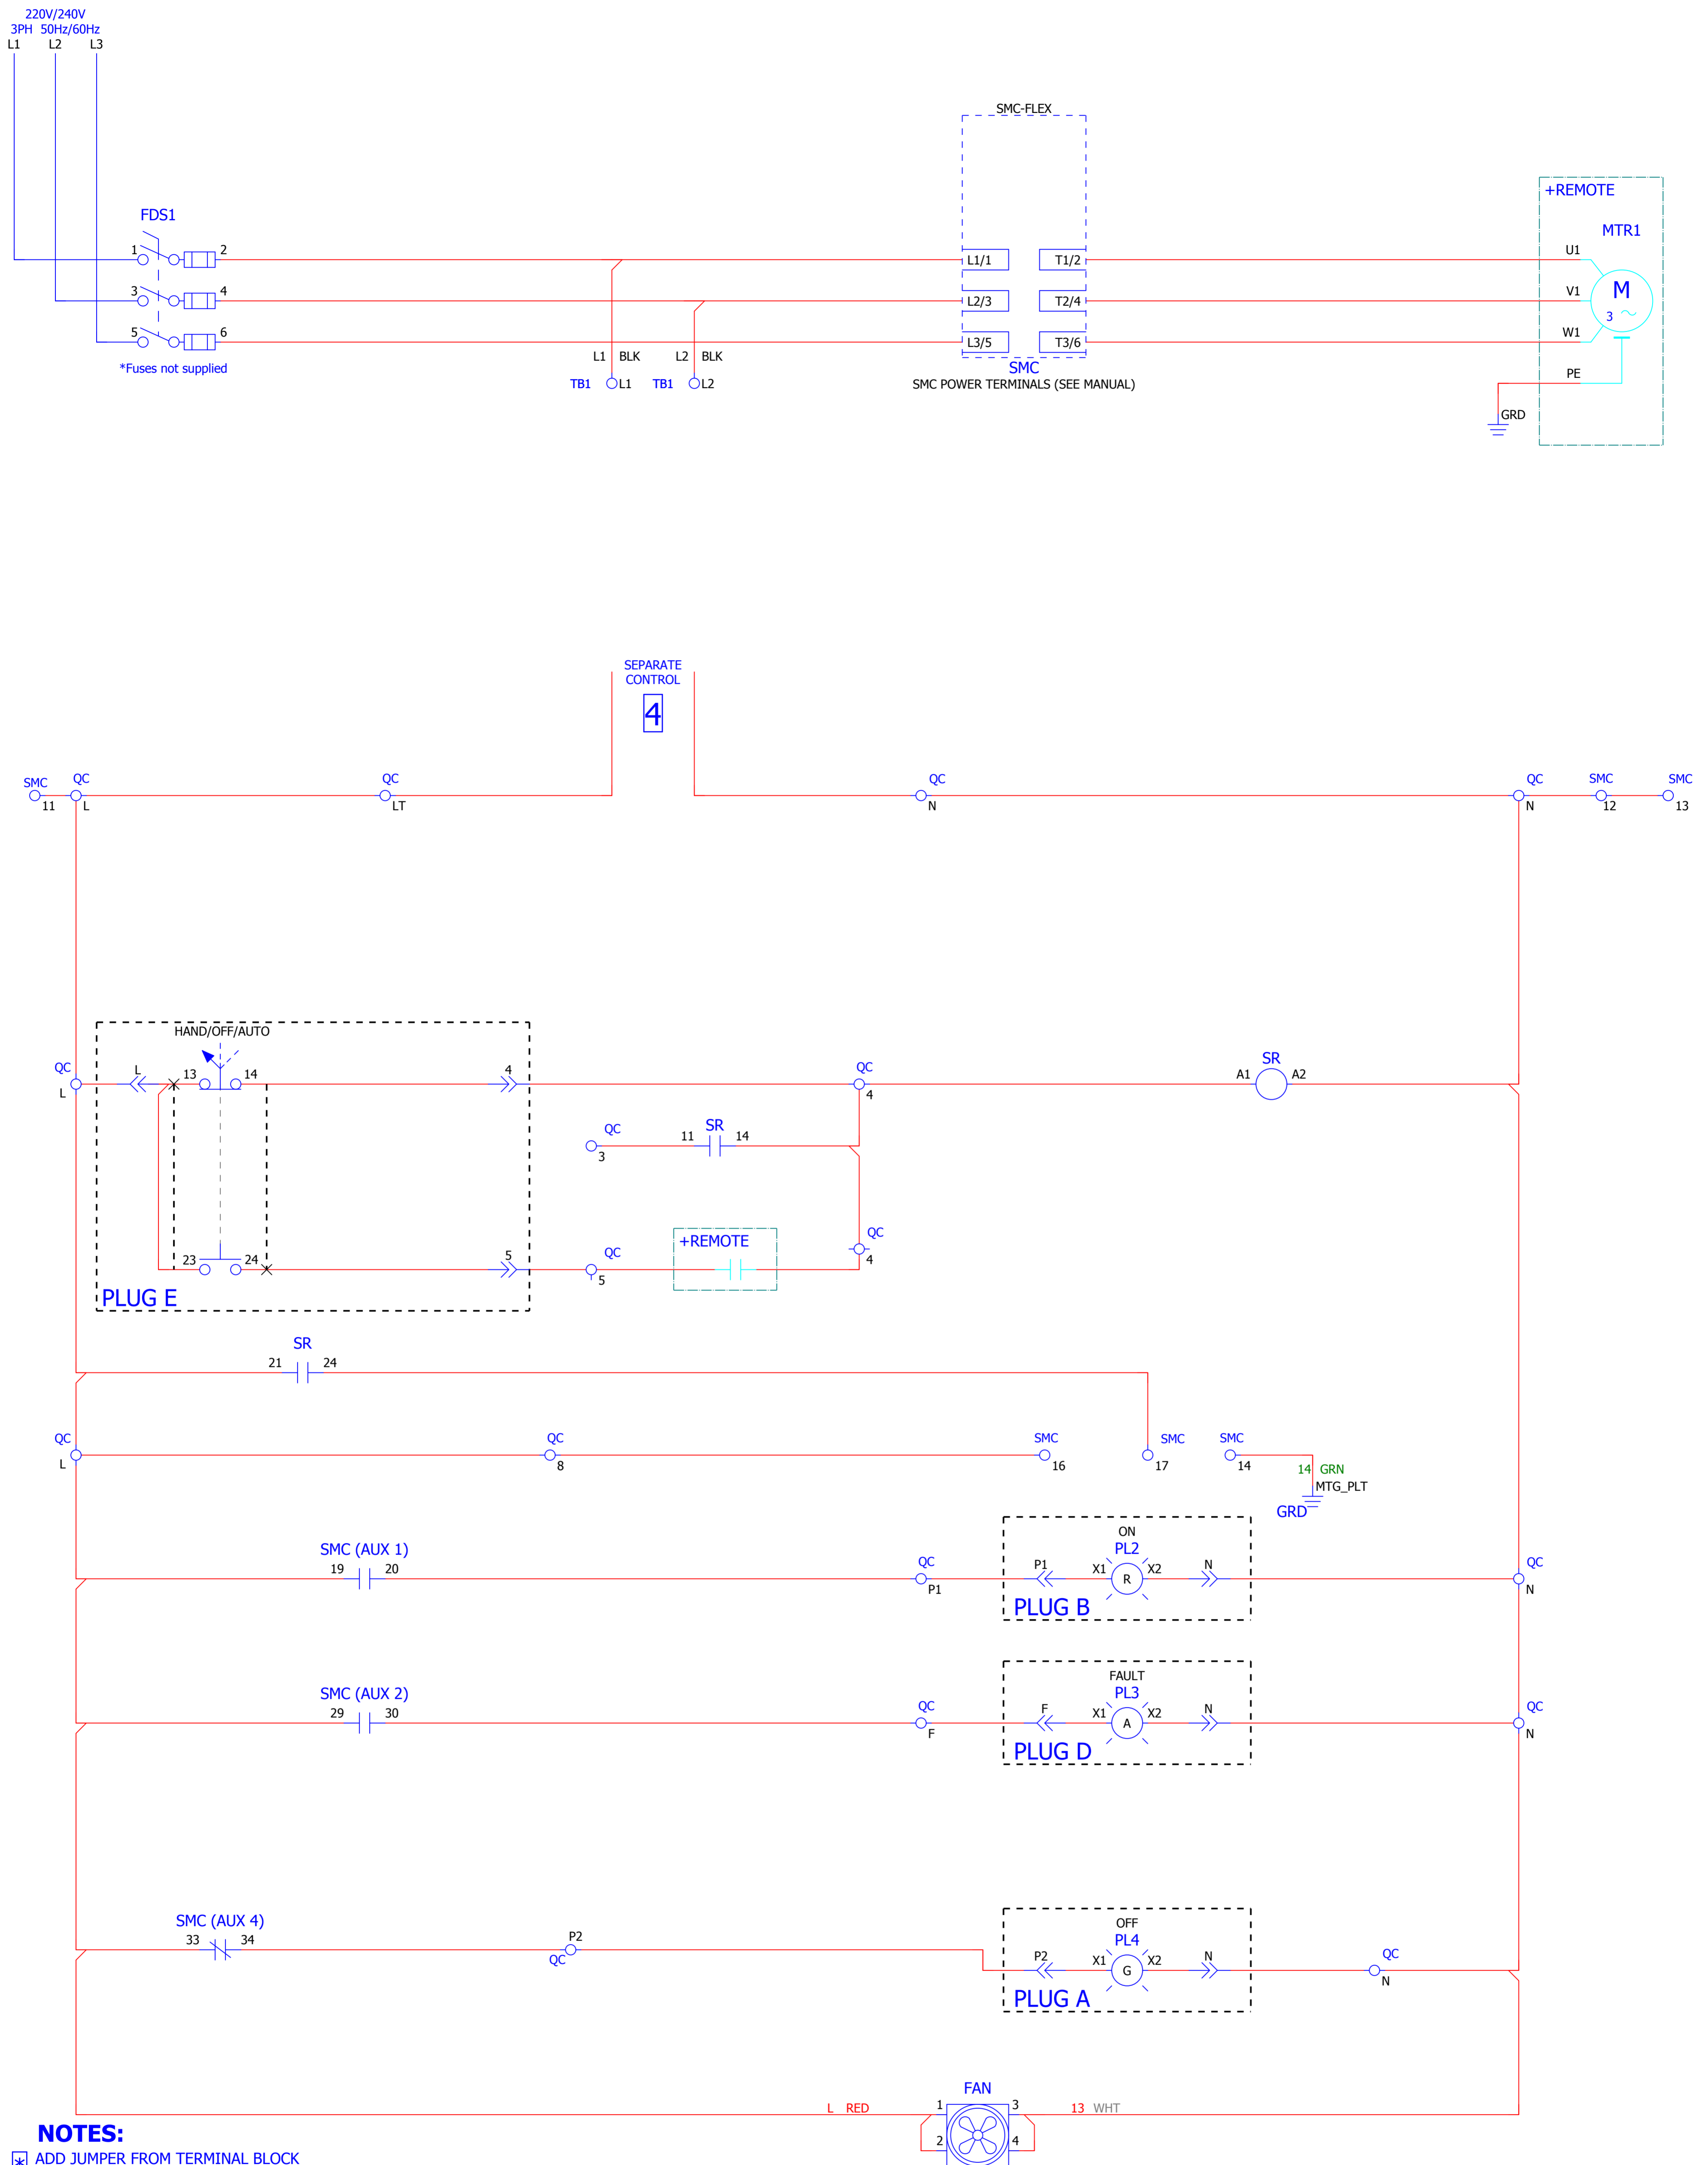 220V/240V
3PH 50Hz/60Hz
L1 L2 L3
SMC-FLEX
+REMOTE
MTR1
FDS1
1 2
L1/1 T1/2
U1
3 4
L2/3 T2/4
V1
M
3
5 6
L3/5 T3/6
W1
*Fuses not supplied
L1 BLK
L2 BLK
SMC
TB1 L1
TB1 L2
SMC POWER TERMINALS (SEE MANUAL)
PE
GRD
SEPARATE
CONTROL
4
SMC QC QC QC QC SMC SMC
11 L LT N N 12 13
HAND/OFF/AUTO
QC L 13 14 4 QC SR
L 4 A1 A2
QC 11 SR 14
3
+REMOTE
QC
23 24 5 QC 4
5
PLUG E
SR
21 24
QC QC SMC SMC SMC
L 8 16 17 14
14 GRN
MTG_PLT
GRD
ON
SMC (AUX 1) PL2
19 20 QC P1 X1 R X2 N QC
P1 N
PLUG B
FAULT
SMC (AUX 2) PL3
29 30 QC F X1 A X2 N QC
F N
PLUG D
OFF
SMC (AUX 4) P2 PL4
33 34 QC P2 X1 G X2 N QC
N
PLUG A
FAN
L RED 1 3 13 WHT
2 4
NOTES:
* ADD JUMPER FROM TERMINAL BLOCK